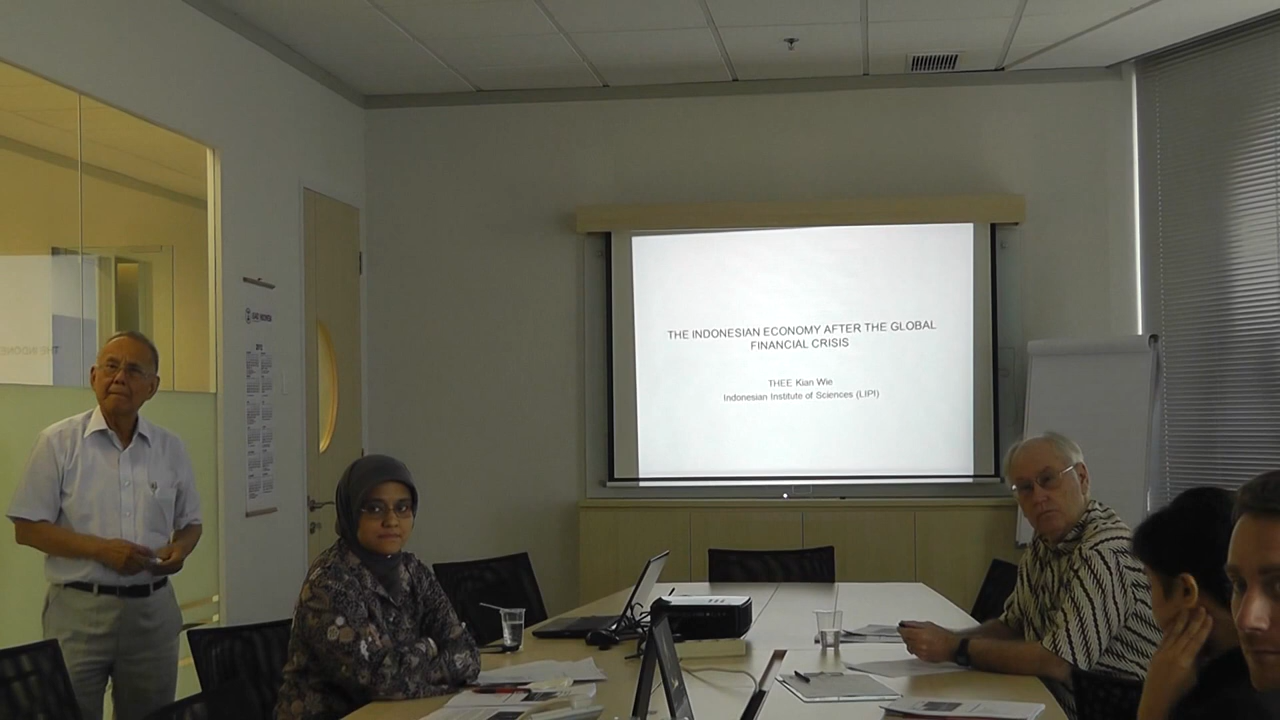 THE INDONESIAN ECONOMY AFTER THE GLOBAL
FINANCIAL CRISIS
THEE Kian Wie
Indonesian Institute of Sciences (LIPI)